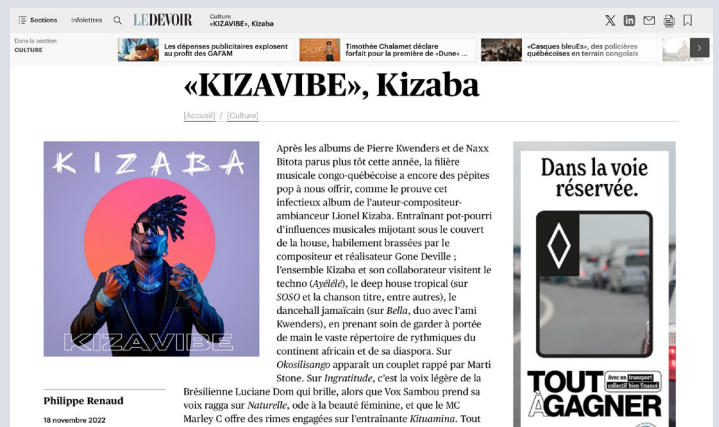 Sections
Infolettres
LE DEVOIR
Culture
«KIZAVIBE», Kizaba
Dans la section
CULTURE
Les dépenses publicitaires explosent
au profit des GAFAM
Timothée Chalamet déclare
forfait pour la première de «Dune» ...
«Casques bleuEs», des policières
québécoises en terrain congolais
«KIZAVIBE», Kizaba
[Accueil] / [Culture]
KIZABA
KIZAVIBE
Après les albums de Pierre Kwenders et de Naxx
Bitota parus plus tôt cette année, la filière
musicale congo-québécoise a encore des pépites
pop à nous offrir, comme le prouve cet
infectieux album de l'auteur-compositeur-
ambianceur Lionel Kizaba. Entraînant pot-pourri
d'influences musicales mijotant sous le couvert
de la house, habilement brassées par le
compositeur et réalisateur Gone Deville ;
l'ensemble Kizaba et son collaborateur visitent le
techno (Ayélélé), le deep house tropical (sur
SOSO et la chanson titre, entre autres), le
dancehall jamaïcain (sur Bella, duo avec l'ami
Kwenders), en prenant soin de garder à portée
de main le vaste répertoire de rythmiques du
continent africain et de sa diaspora. Sur
Okosilisango apparaît un couplet rappé par Marti
Stone. Sur Ingratitude, c'est la voix légère de la
Brésilienne Luciane Dom qui brille, alors que Vox Sambou prend sa
voix ragga sur Naturelle, ode à la beauté féminine, et que le MC
Marley C offre des rimes engagées sur l'entraînante Kituamina. Tout
Philippe Renaud
18 novembre 2022
Dans la voie
réservée.
TOUT
À GAGNER
Avec un transport
collectif bien financé